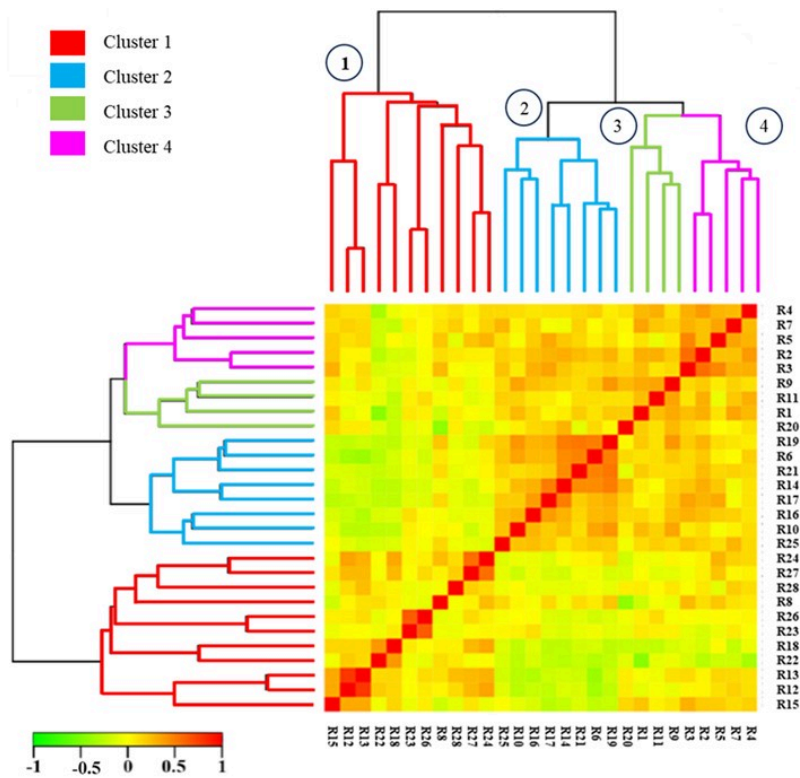 Cluster 1
Cluster 2
Cluster 3
Cluster 4
1
2
3
4
R4
R7
R5
R2
R3
R9
R11
R1
R20
R19
R6
R21
R14
R17
R16
R10
R25
R24
R27
R28
R8
R26
R23
R18
R22
R13
R12
R15
R15 R12 R13 R22 R18 R23 R26 R8 R28 R27 R24 R25 R10 R16 R17 R14 R21 R6 R19 R20 R1 R11 R9 R3 R2 R5 R7 R4
-1 -0.5 0 0.5 1